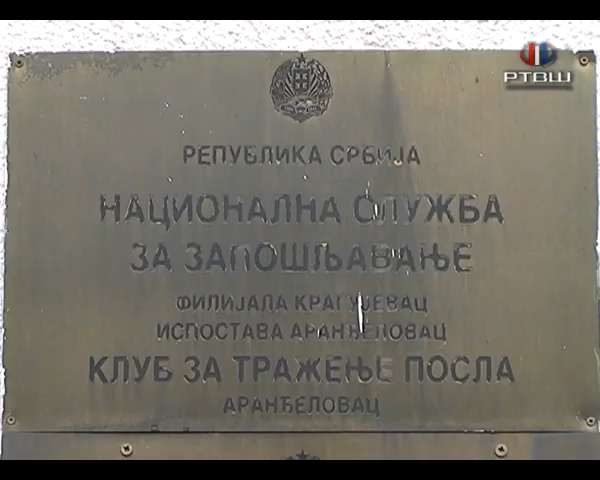 РТВШ
РЕПУБЛИКА СРБИЈА
НАЦИОНАЛНА СЛУЖБА
ЗА ЗАПОШЉАВАЊЕ
ФИЛИЈАЛА КРАГУЈЕВАЦ
ИСПОСТАВА АРАНЂЕЛОВАЦ
КЛУБ ЗА ТРАЖЕЊЕ ПОСЛА
АРАНЂЕЛОВАЦ